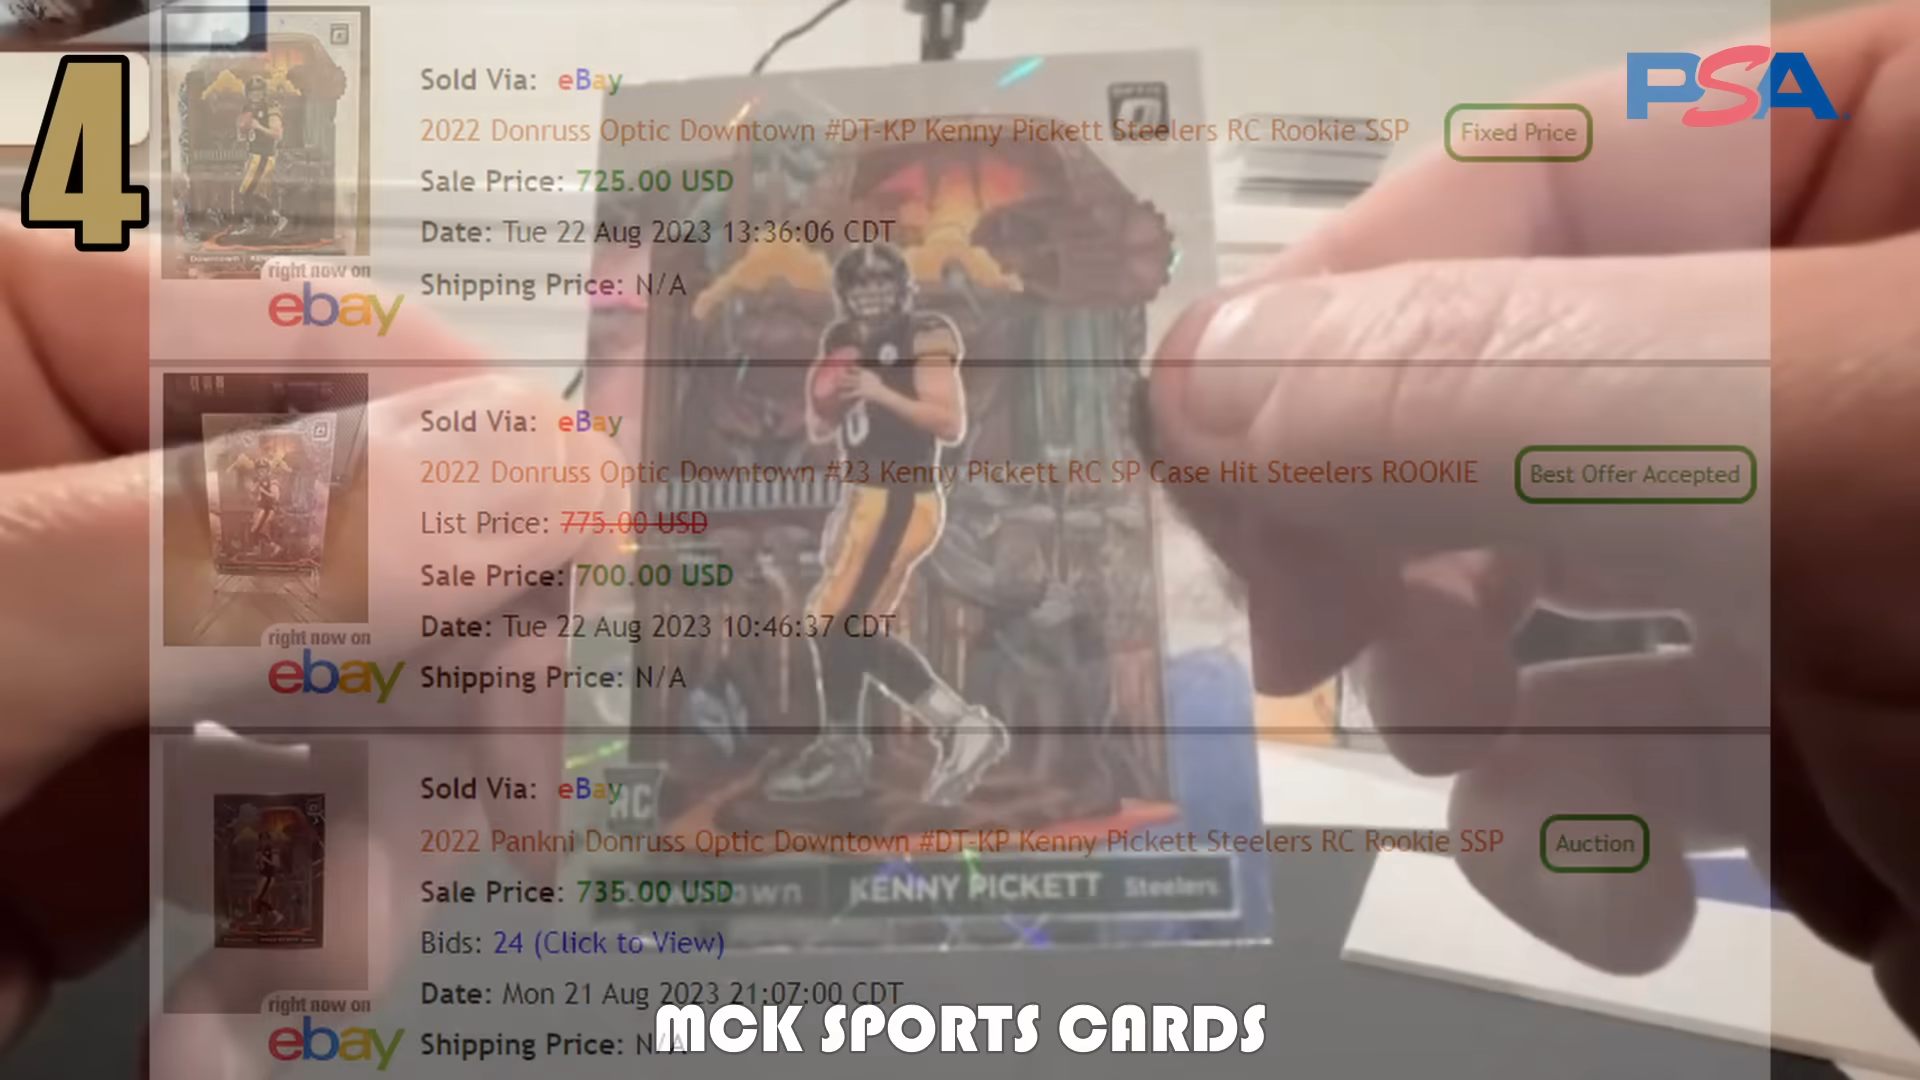 4
PSA
Sold Via: eBay
2022 Donruss Optic Downtown #DT-KP Kenny Pickett Steelers RC Rookie SSP
Fixed Price
Sale Price: 725.00 USD
Date: Tue 22 Aug 2023 13:36:06 CDT
Shipping Price: N/A
right now on
ebay
Sold Via: eBay
2022 Donruss Optic Downtown #23 Kenny Pickett RC SP Case Hit Steelers ROOKIE
Best Offer Accepted
List Price: 775.00 USD
Sale Price: 700.00 USD
Date: Tue 22 Aug 2023 10:46:37 CDT
Shipping Price: N/A
right now on
ebay
Sold Via: eBay
RC
2022 Pankni Donruss Optic Downtown #DT-KP Kenny Pickett Steelers RC Rookie SSP
Auction
Sale Price: 735.00 USD
KENNY PICKETT Steelers
Bids: 24 (Click to View)
Date: Mon 21 Aug 2023 21:07:00 CDT
Shipping Price: N/A
right now on
ebay
MCK SPORTS CARDS